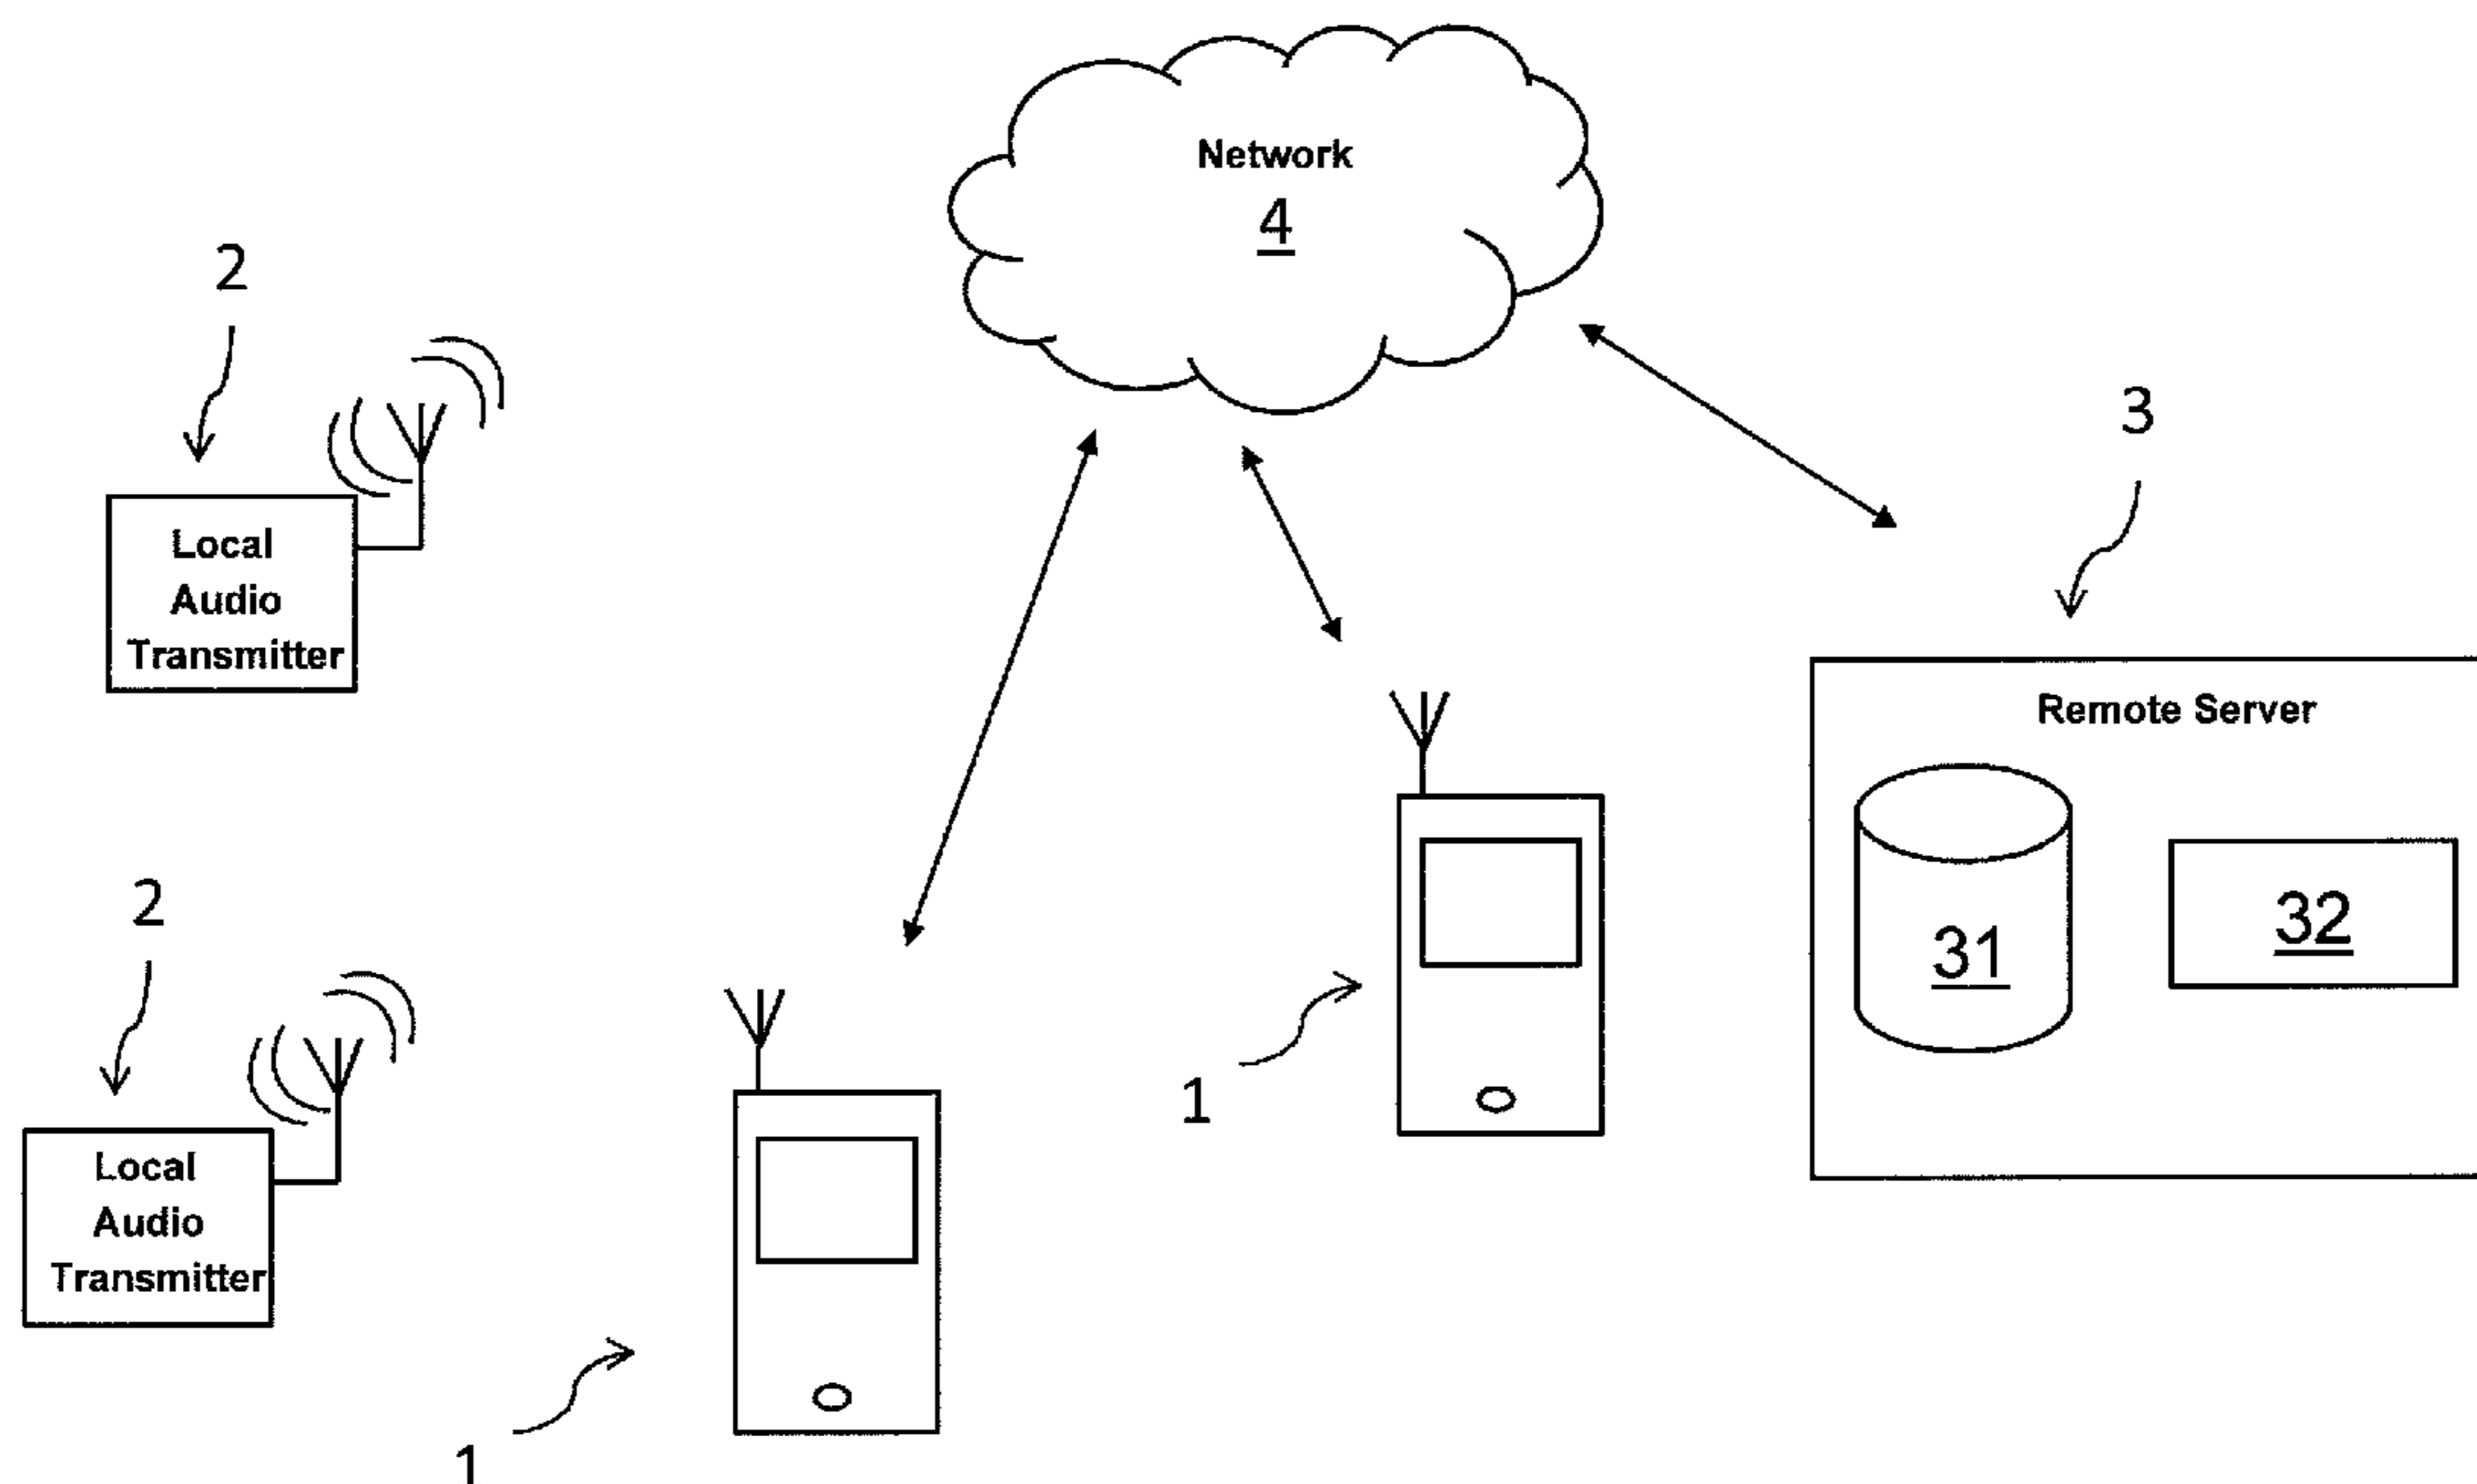 Network
4
2
3
Local
Audio
Transmitter
Remote Server
31
32
2
1
Local
Audio
Transmitter
1